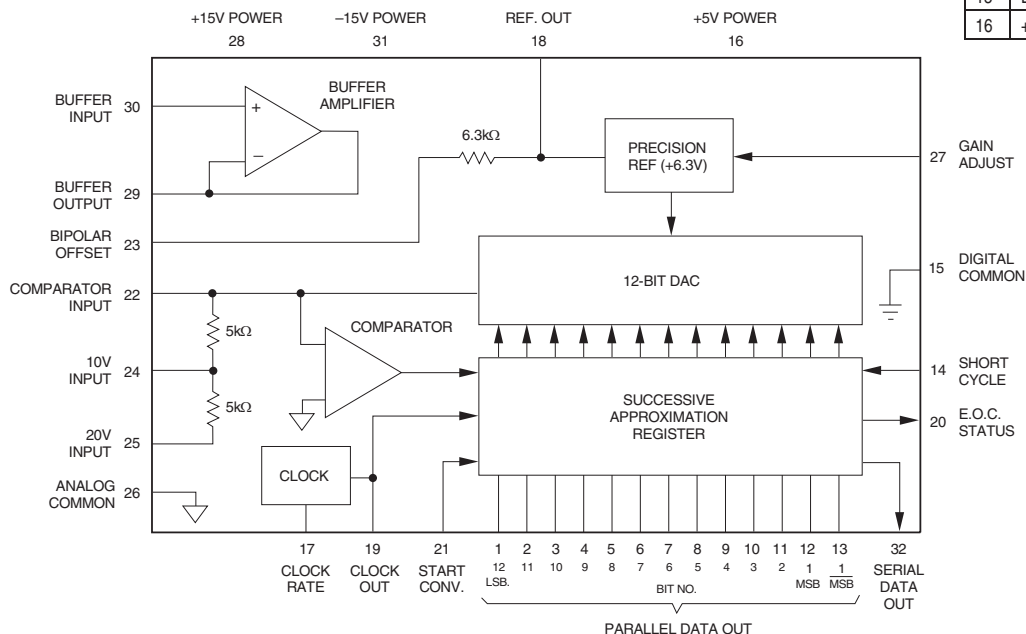 +15V POWER
28
–15V POWER
31
REF. OUT
18
+5V POWER
16
16 +
BUFFER
INPUT
30
BUFFER
AMPLIFIER
+
–
6.3kΩ
PRECISION
REF (+6.3V)
27
GAIN
ADJUST
BUFFER
OUTPUT
29
BIPOLAR
OFFSET
23
12-BIT DAC
15
DIGITAL
COMMON
COMPARATOR
INPUT
22
5kΩ
COMPARATOR
10V
INPUT
24
5kΩ
SUCCESSIVE
APPROXIMATION
REGISTER
14
SHORT
CYCLE
20
E.O.C.
STATUS
20V
INPUT
25
ANALOG
COMMON
26
CLOCK
17 19 21 1 2 3 4 5 6 7 8 9 10 11 12 13 32
CLOCK
RATE
CLOCK
OUT
START
CONV.
12 11 10 9 8 7 6 5 4 3 2 1 1
LSB.
BIT NO.
MSB
MSB
SERIAL
DATA
OUT
PARALLEL DATA OUT